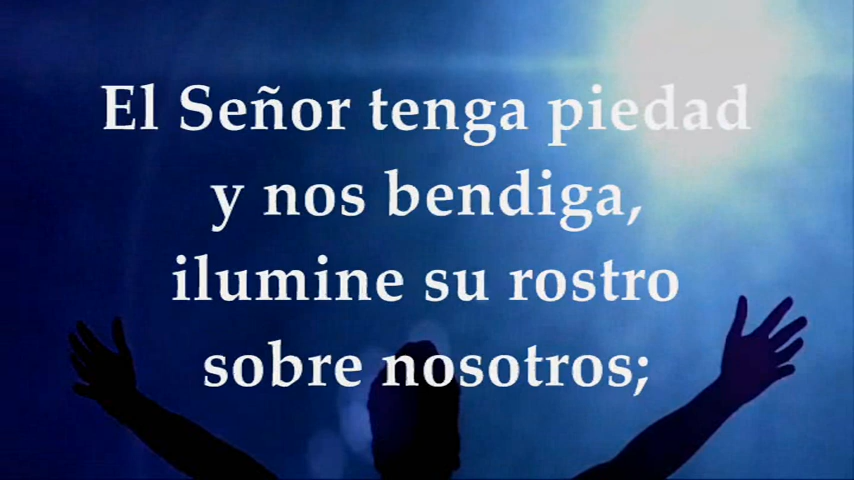 El Señor tenga piedad
y nos bendiga,
ilumine su rostro
sobre nosotros;